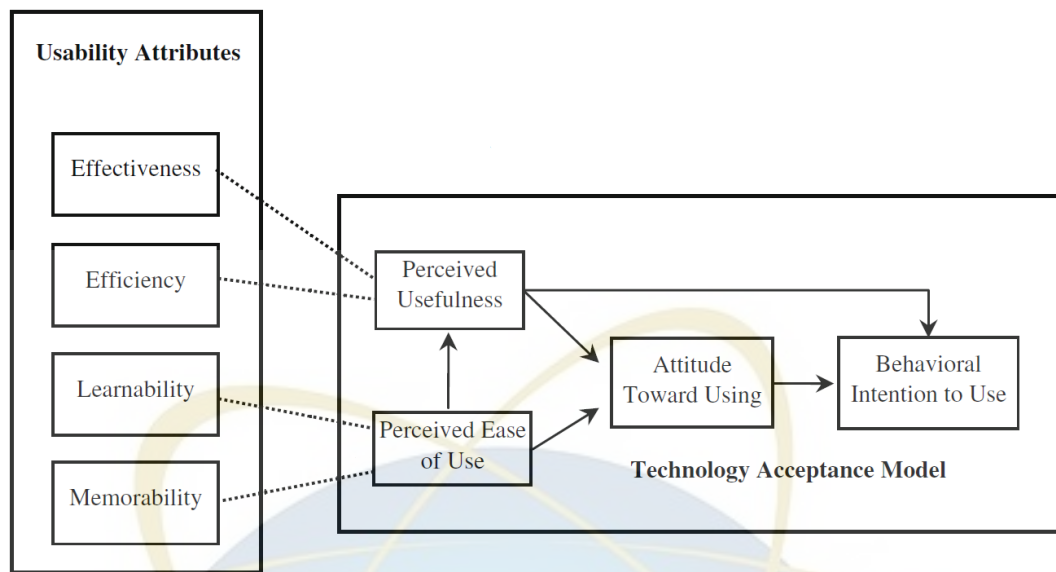 Usability Attributes
Effectiveness
Efficiency
Learnability
Memorability
Perceived
Usefulness
Perceived Ease
of Use
Attitude
Toward Using
Behavioral
Intention to Use
Technology Acceptance Model